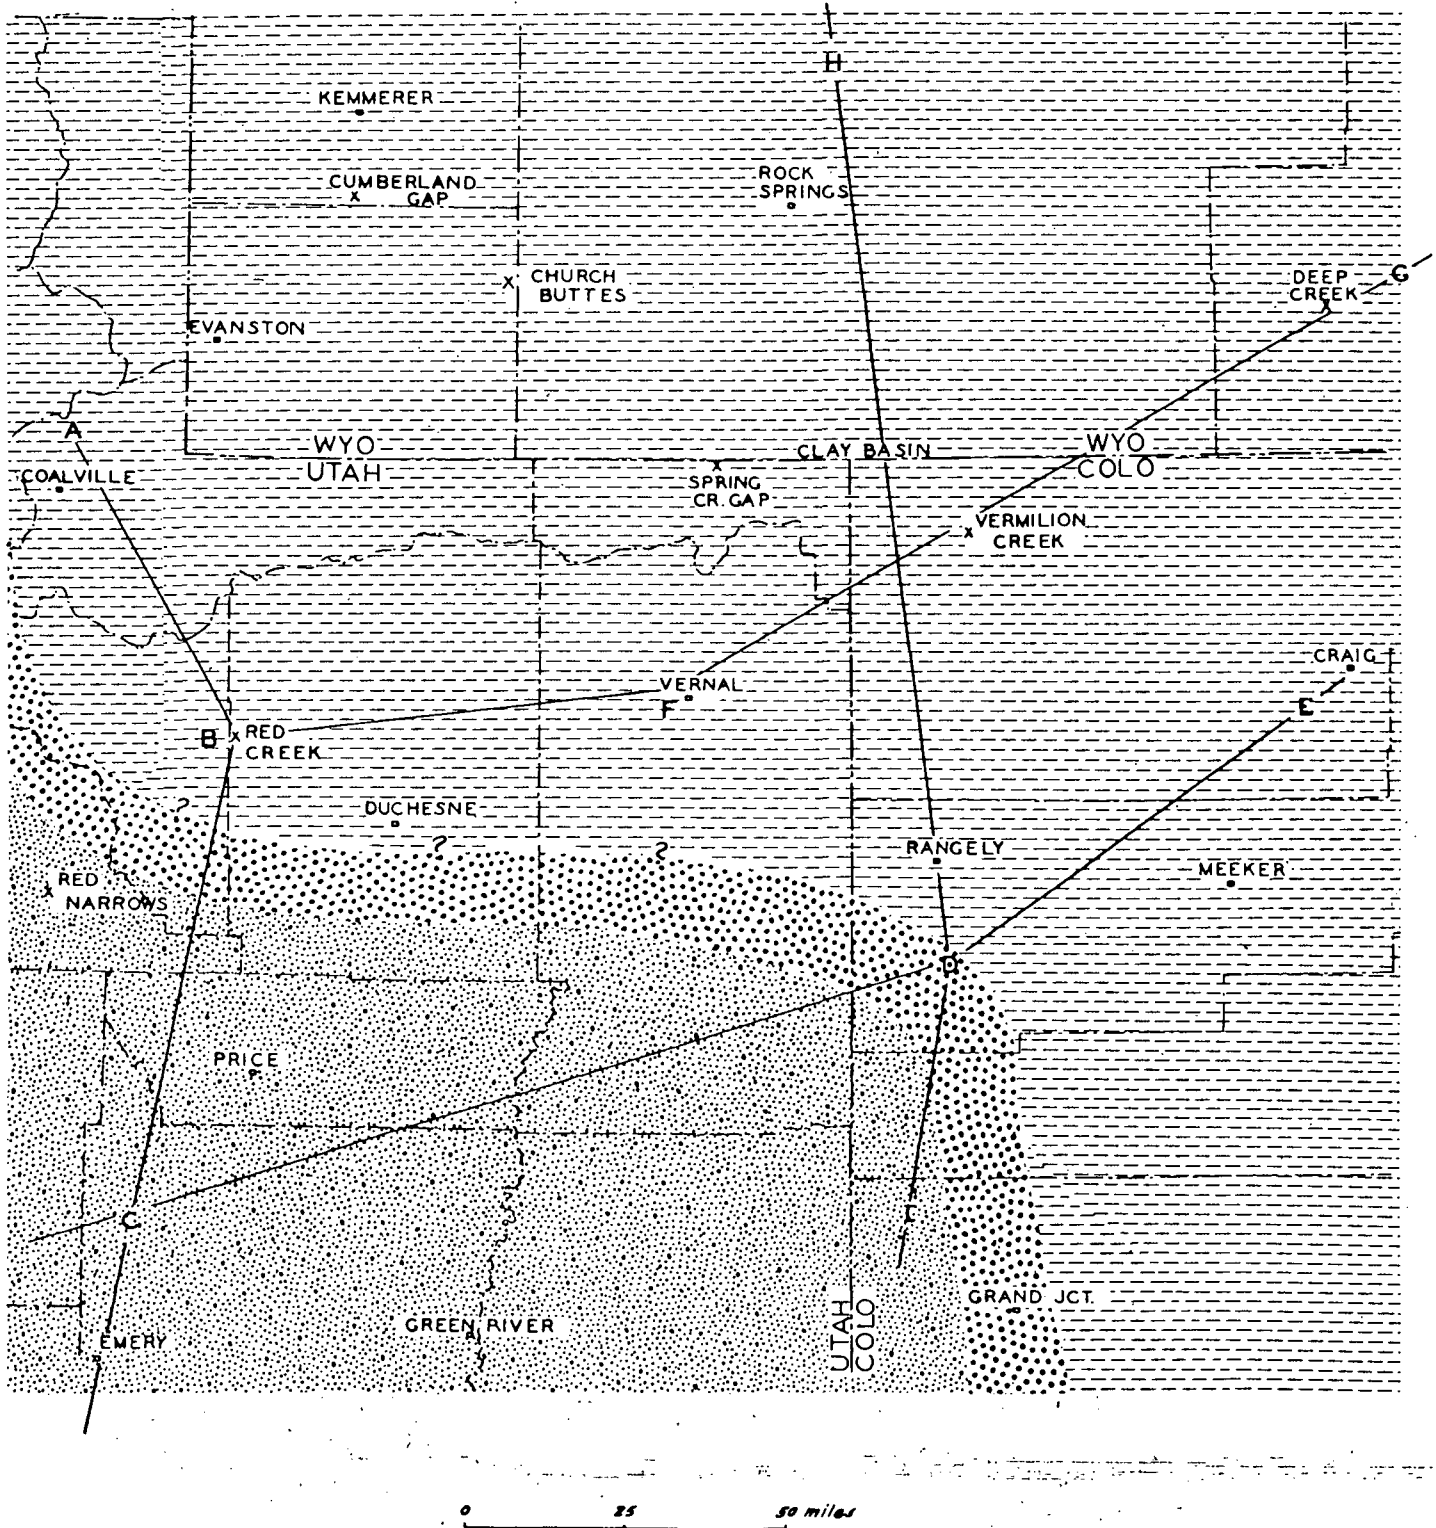 H
KEMMERER
CUMBERLAND
GAP
ROCK
SPRINGS
CHURCH
BUTTES
DEEP
CREEK
G
EVANSTON
A
COALVILLE
WYO
UTAH
CLAY BASIN
WYO
COLO
SPRING
CR. GAP
VERMILION
CREEK
CRAIG
E
VERNAL
F
B
RED
CREEK
?
DUCHESNE
?
?
RANGELY
MEEKER
RED
NARROWS
D
PRICE
C
GRAND JCT.
UTAH
COLO
GREEN RIVER
EMERY
0 25 50 miles